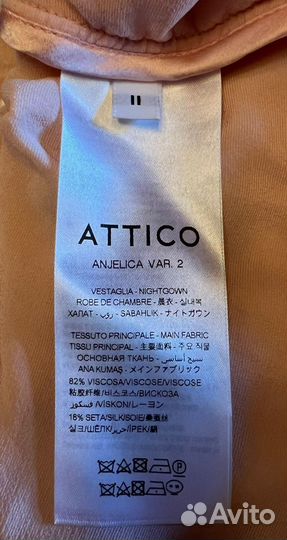 II
ATTICO
ANJELICA VAR. 2
VESTAGLIA - NIGHTGOWN
ROBE DE CHAMBRE - 晨衣 - 실내복
ХАЛАТ - روب - SABAHLIK - ナイトガウン
TESSUTO PRINCIPALE - MAIN FABRIC
TISSU PRINCIPAL - 主要面料 - 주요 직물
ОСНОВНАЯ ТКАНЬ - نسيج أساسي
ANA KUMAŞ - メインファブリック
82% VISCOSA/VISCOSE/VISCOSE
粘胶纤维/비스코스/ВИСКОЗА
فسكوز/VİSKON/レーヨン
18% SETA/SILK/SOIE/桑蚕丝
실크/ШЁЛК/حرير/İPEK/絹
Avito